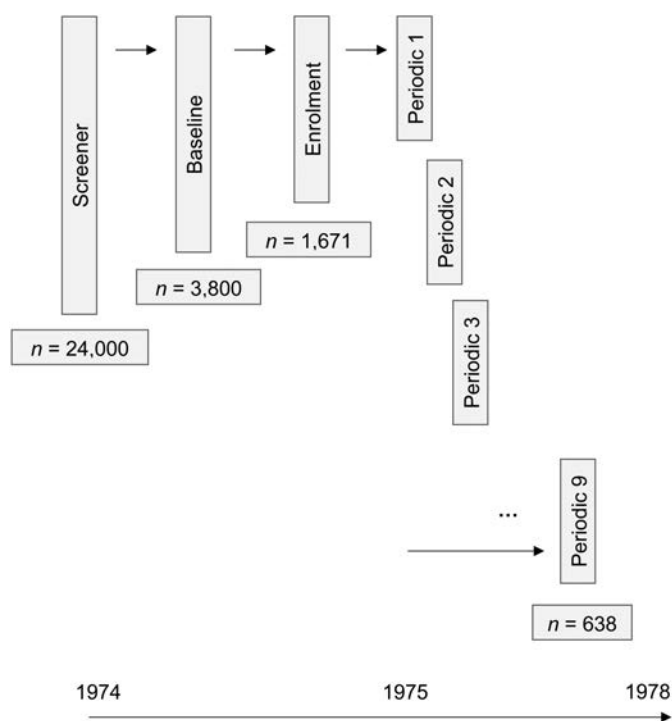 Screener
Baseline
Enrolment
Periodic 1
Periodic 2
n = 1,671
n = 3,800
Periodic 3
n = 24,000
...
Periodic 9
n = 638
1974
1975
1978